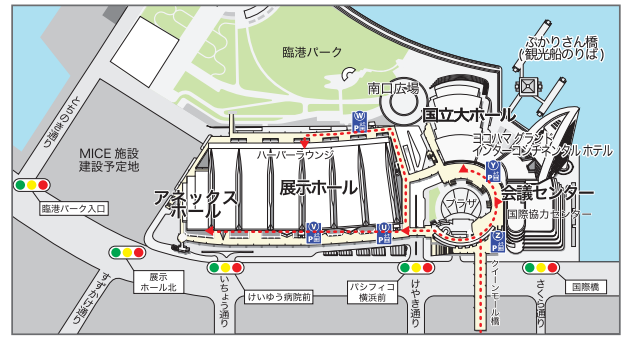 臨港パーク
ぷかりさん橋
(観光船のりば)
南口広場
国立大ホール
ヨコハマ グランド
インターコンチネンタル ホテル
とちのき通り
MICE 施設
建設予定地
W
P
ハーバーラウンジ
展示ホール
アネックス
ホール
プラザ
Y
P
会議センター
国際協力センター
臨港パーク入口
V
P
U
P
Z
P
クイーンモール橋
展示
ホール北
すずかけ通り
いちょう通り
けいゆう病院前
パシフィコ
横浜前
けやき通り
さくら通り
国際橋